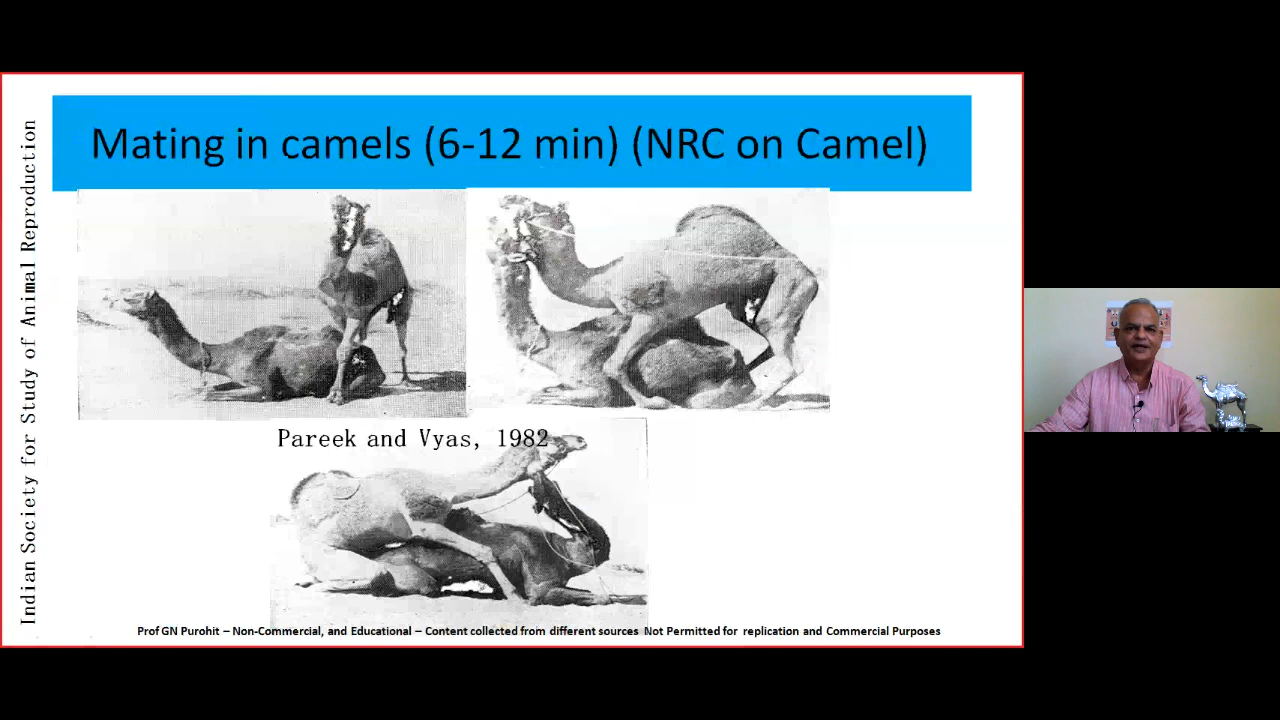 Mating in camels (6-12 min) (NRC on Camel)
Indian Society for Study of Animal Reproduction
Pareek and Vyas, 1982
Prof GN Purohit – Non-Commercial, and Educational – Content collected from different sources Not Permitted for replication and Commercial Purposes